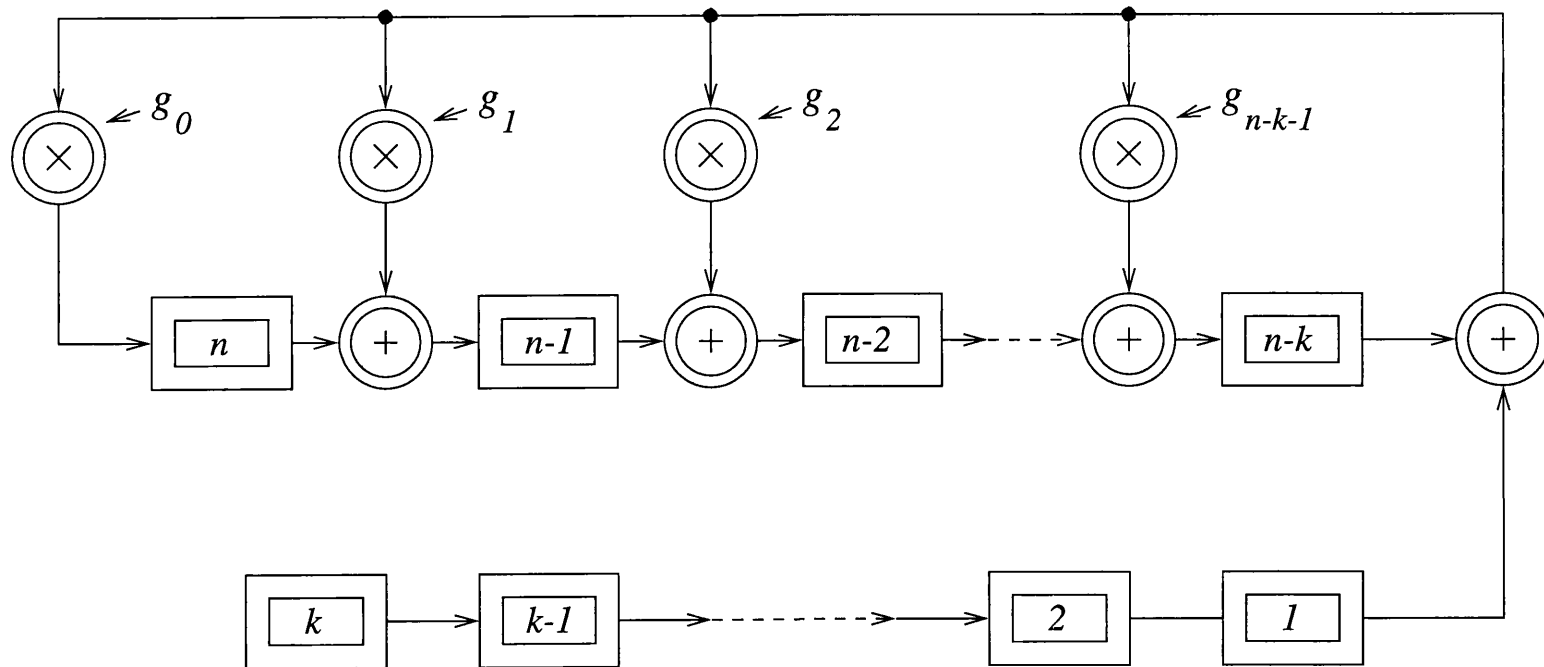 g0 g1 g2 gn-k-1
× × × ×
n + n-1 + n-2 + n-k +
k k-1 2 1